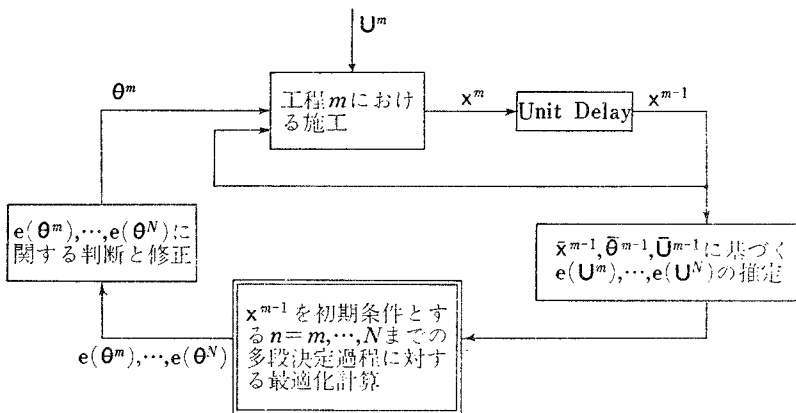 U^m
θ^m
工程mにおけ
る施工
x^m
Unit Delay
x^{m-1}
e(θ^m),…,e(θ^N)に
関する判断と修正
x̄^{m-1},θ̄^{m-1},Ū^{m-1}に基づく
e(U^m),…,e(U^N)の推定
x^{m-1}を初期条件とす
るn=m,…,Nまでの
多段決定過程に対す
る最適化計算
e(θ^m),…,e(θ^N)